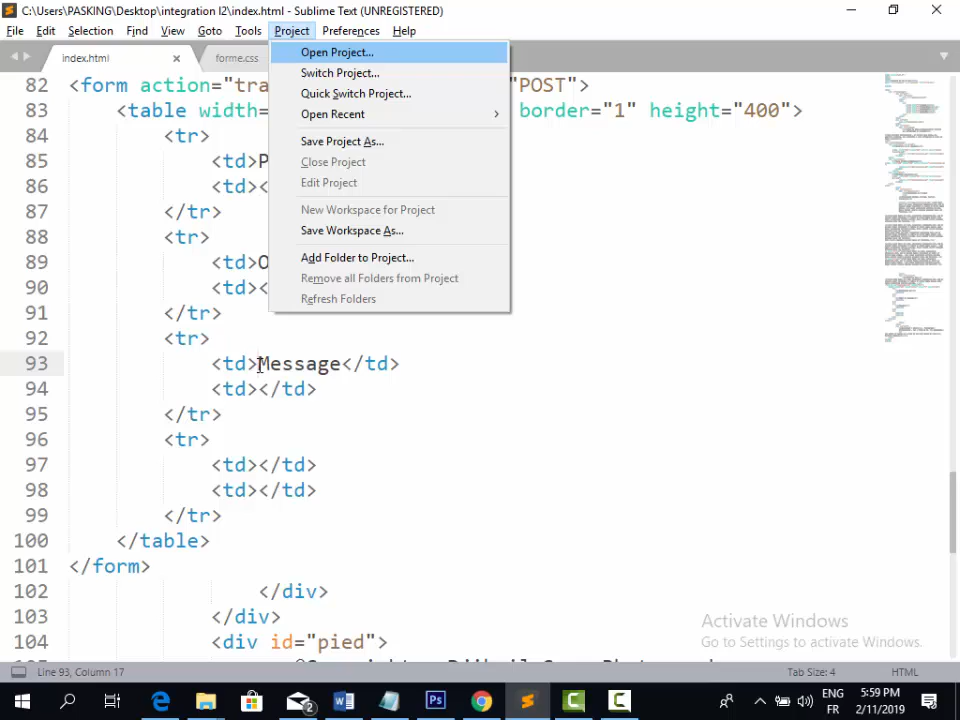 C:\Users\PASKING\Desktop\integration l2\index.html - Sublime Text (UNREGISTERED)
File Edit Selection Find View Goto Tools Project Preferences Help
index.html × forme.css
Open Project...
Switch Project...
Quick Switch Project...
Open Recent
Save Project As...
Close Project
Edit Project
New Workspace for Project
Save Workspace As...
Add Folder to Project...
Remove all Folders from Project
Refresh Folders
82 <form action="tra "POST">
83 <table width= border="1" height="400">
84 <tr>
85 <td>P
86 <td><
87 </tr>
88 <tr>
89 <td>O
90 <td><
91 </tr>
92 <tr>
93 <td>Message</td>
94 <td></td>
95 </tr>
96 <tr>
97 <td></td>
98 <td></td>
99 </tr>
100 </table>
101 </form>
102 </div>
103 </div>
104 <div id="pied">
Activate Windows
Go to Settings to activate Windows.
Line 93, Column 17 Tab Size: 4 HTML
2 Ps ENG 5:59 PM
FR 2/11/2019